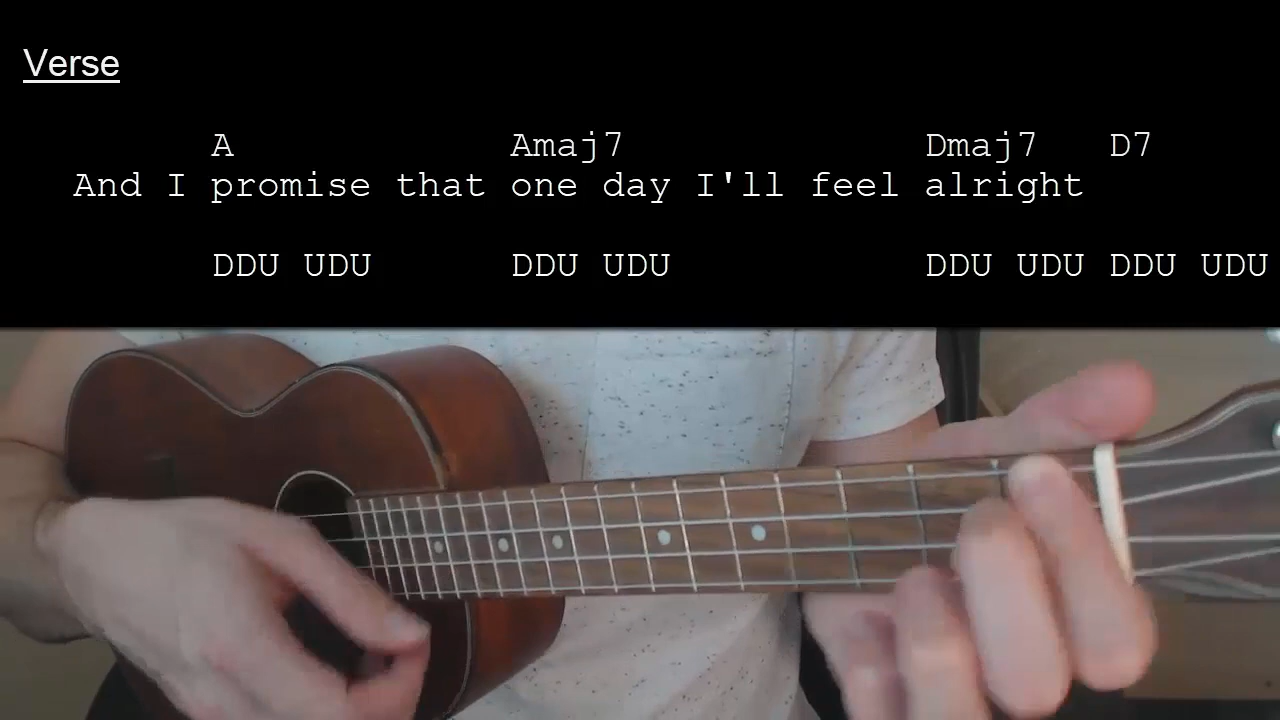 Verse
A Amaj7 Dmaj7 D7
And I promise that one day I'll feel alright
DDU UDU DDU UDU DDU UDU DDU UDU